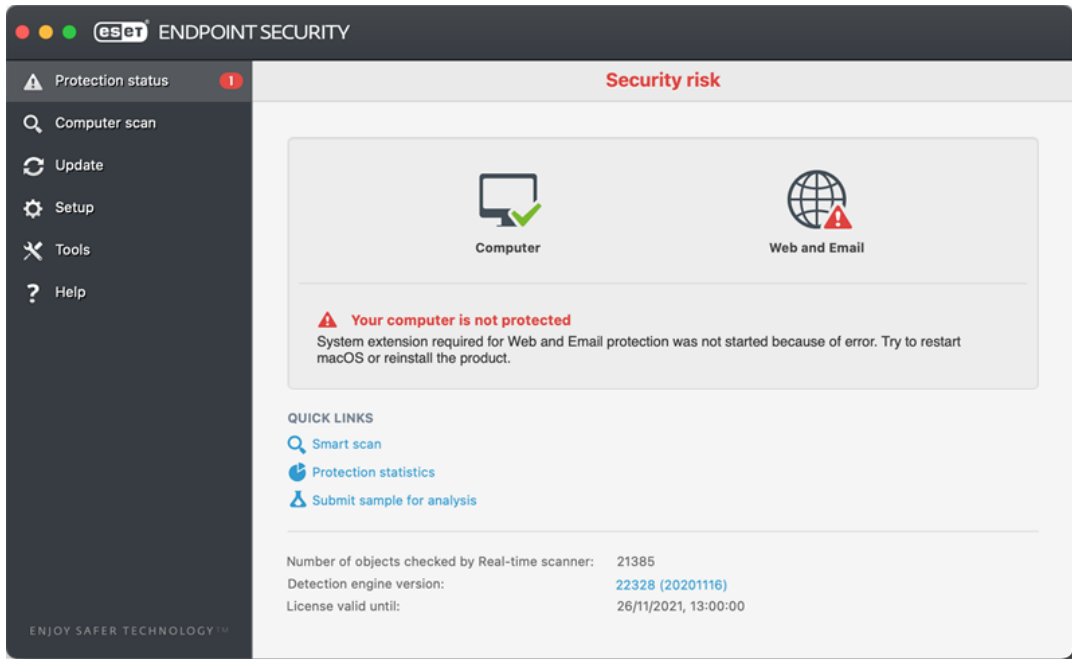 eset ENDPOINT SECURITY
Protection status 1
Computer scan
Update
Setup
Tools
Help
ENJOY SAFER TECHNOLOGY™
Security risk
Computer
Web and Email
Your computer is not protected
System extension required for Web and Email protection was not started because of error. Try to restart
macOS or reinstall the product.
QUICK LINKS
Smart scan
Protection statistics
Submit sample for analysis
Number of objects checked by Real-time scanner: 21385
Detection engine version: 22328 (20201116)
License valid until: 26/11/2021, 13:00:00